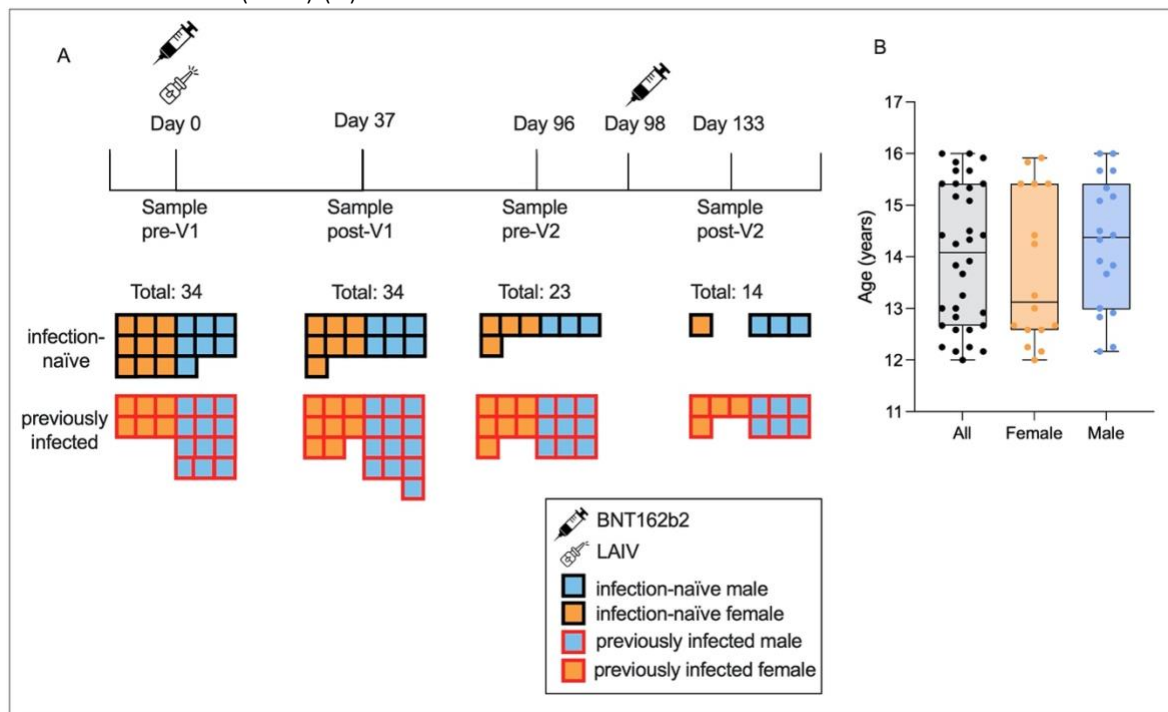 A
Day 0
Day 37
Day 96
Day 98
Day 133
Sample
pre-V1
Sample
post-V1
Sample
pre-V2
Sample
post-V2
Total: 34
Total: 34
Total: 23
Total: 14
infection-
naïve
previously
infected
BNT162b2
LAIV
infection-naïve male
infection-naïve female
previously infected male
previously infected female
B
Age (years)
17
16
15
14
13
12
11
All
Female
Male